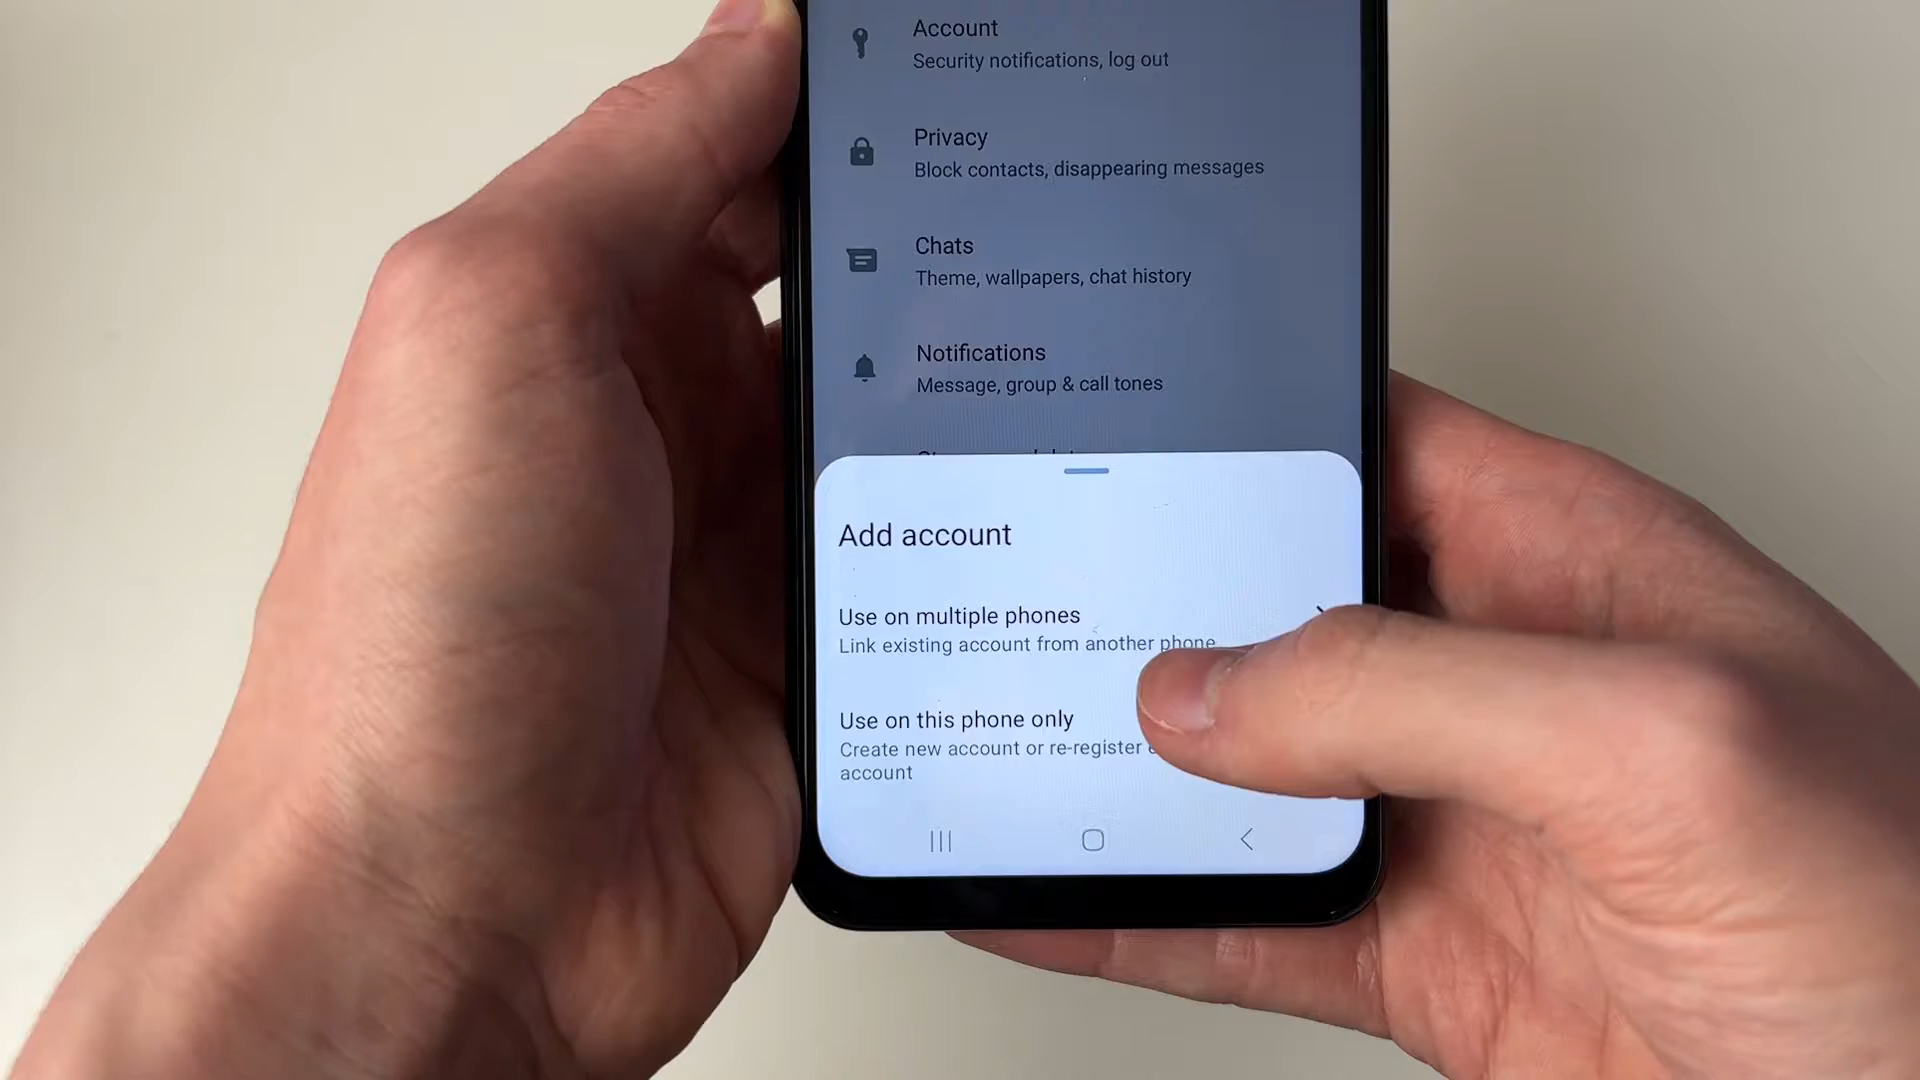 Account
Security notifications, log out
Privacy
Block contacts, disappearing messages
Chats
Theme, wallpapers, chat history
Notifications
Message, group & call tones
Add account
Use on multiple phones
Link existing account from another phone
Use on this phone only
Create new account or re-register
account